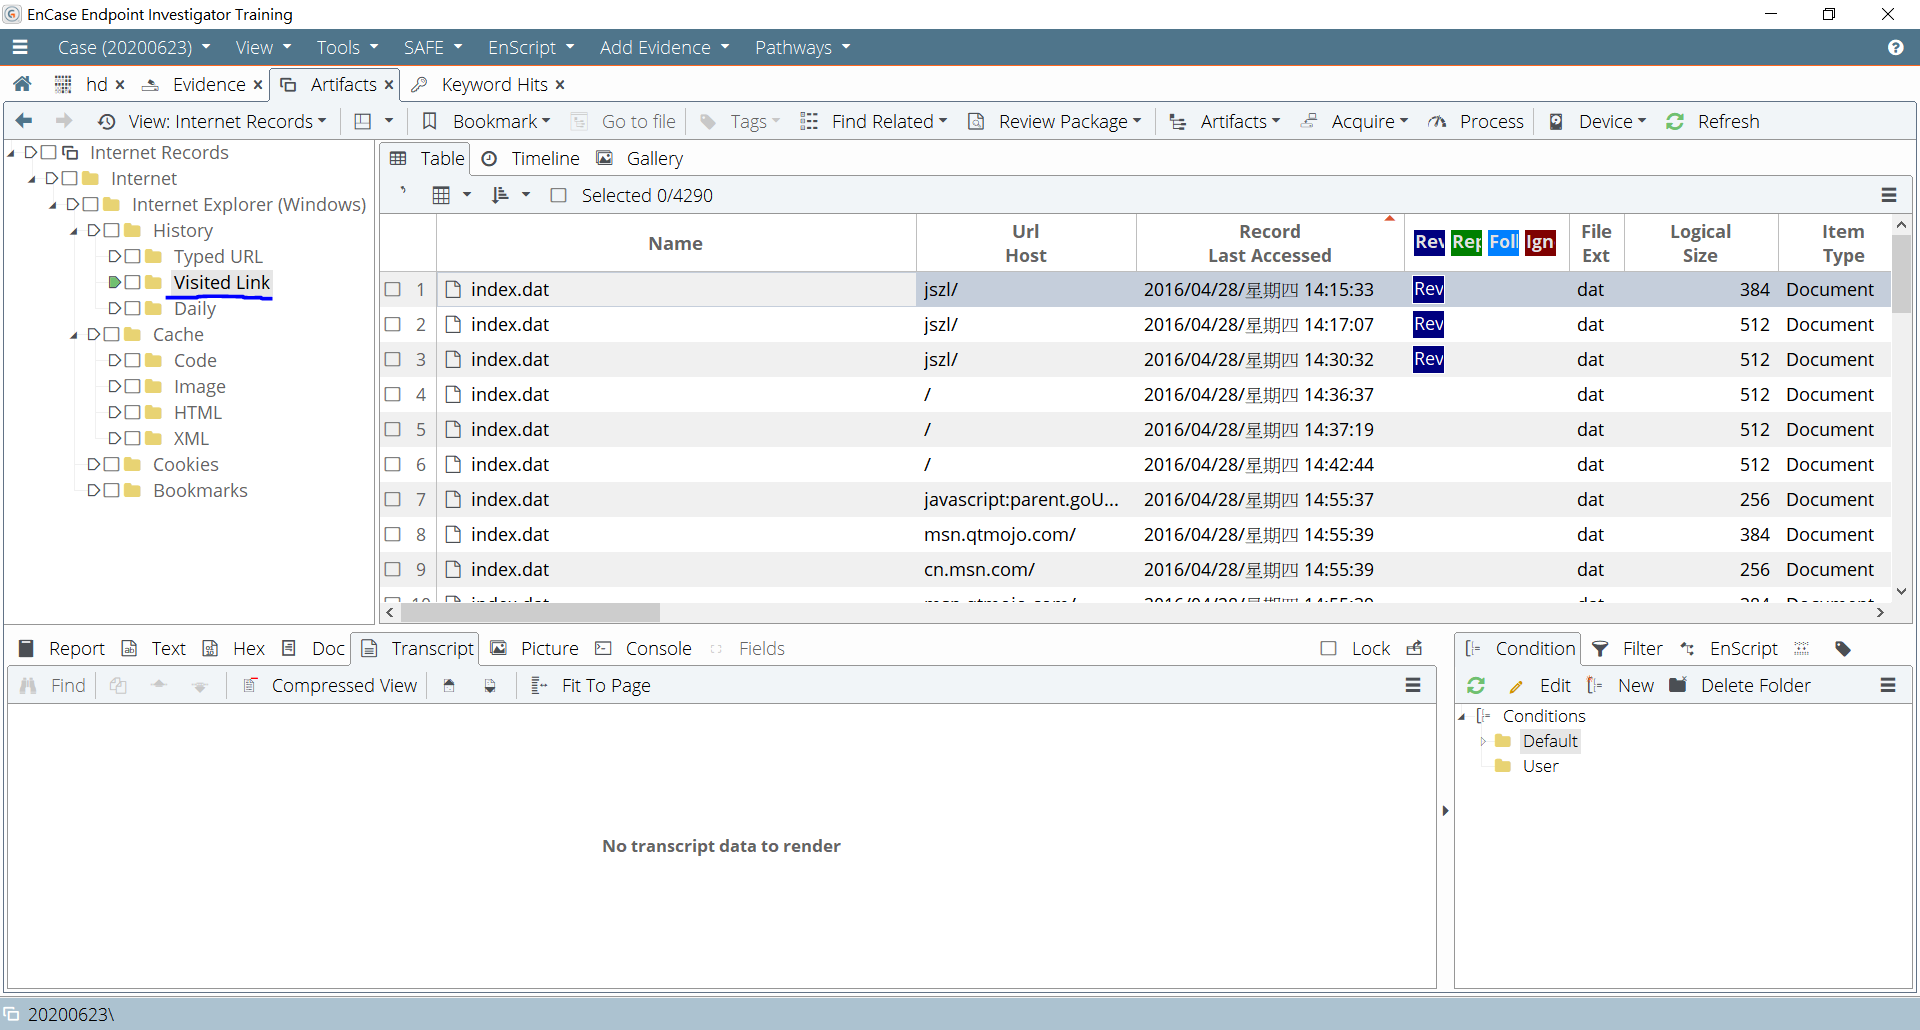 EnCase Endpoint Investigator Training
Case (20200623) View Tools SAFE EnScript Add Evidence Pathways
hd Evidence Artifacts Keyword Hits
View: Internet Records Bookmark Go to file Tags Find Related Review Package Artifacts Acquire Process Device Refresh
Internet Records
Internet
Internet Explorer (Windows)
History
Typed URL
Visited Link
Daily
Cache
Code
Image
HTML
XML
Cookies
Bookmarks
Table Timeline Gallery
Selected 0/4290
Name Url Host Record Last Accessed Rev Rep Foll Ign File Ext Logical Size Item Type
1 index.dat jszl/ 2016/04/28/星期四 14:15:33 Rev dat 384 Document
2 index.dat jszl/ 2016/04/28/星期四 14:17:07 Rev dat 512 Document
3 index.dat jszl/ 2016/04/28/星期四 14:30:32 Rev dat 512 Document
4 index.dat / 2016/04/28/星期四 14:36:37 dat 512 Document
5 index.dat / 2016/04/28/星期四 14:37:19 dat 512 Document
6 index.dat / 2016/04/28/星期四 14:42:44 dat 512 Document
7 index.dat javascript:parent.goU... 2016/04/28/星期四 14:55:37 dat 256 Document
8 index.dat msn.qtmojo.com/ 2016/04/28/星期四 14:55:39 dat 384 Document
9 index.dat cn.msn.com/ 2016/04/28/星期四 14:55:39 dat 256 Document
Report Text Hex Doc Transcript Picture Console Fields Lock
Find Compressed View Fit To Page
No transcript data to render
Condition Filter EnScript
Edit New Delete Folder
Conditions
Default
User
20200623\